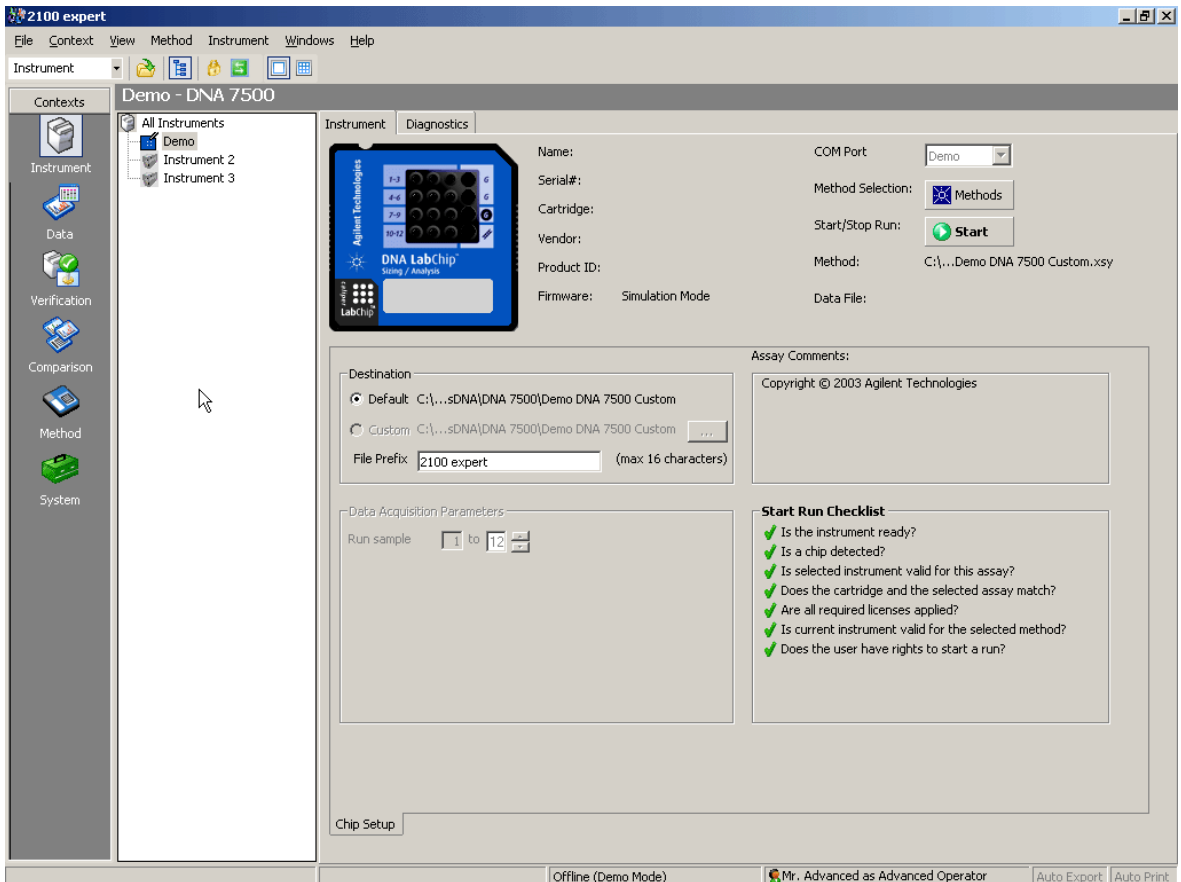 2100 expert
File Context View Method Instrument Windows Help
Instrument
Contexts
Instrument
Data
Verification
Comparison
Method
System
Demo - DNA 7500
All Instruments
Demo
Instrument 2
Instrument 3
Instrument Diagnostics
Agilent Technologies
1-3 6
4-6 6
7-9 G
10-12
DNA LabChip
Sizing / Analysis
caliper
LabChip
Name:
Serial#:
Cartridge:
Vendor:
Product ID:
Firmware: Simulation Mode
COM Port Demo
Method Selection: Methods
Start/Stop Run: Start
Method: C:\...Demo DNA 7500 Custom.xsy
Data File:
Destination
Default C:\...sDNA\DNA 7500\Demo DNA 7500 Custom
Custom C:\...sDNA\DNA 7500\Demo DNA 7500 Custom ...
File Prefix 2100 expert (max 16 characters)
Assay Comments:
Copyright © 2003 Agilent Technologies
Data Acquisition Parameters
Run sample 1 to 12
Start Run Checklist
Is the instrument ready?
Is a chip detected?
Is selected instrument valid for this assay?
Does the cartridge and the selected assay match?
Are all required licenses applied?
Is current instrument valid for the selected method?
Does the user have rights to start a run?
Chip Setup
Offline (Demo Mode) Mr. Advanced as Advanced Operator Auto Export Auto Print